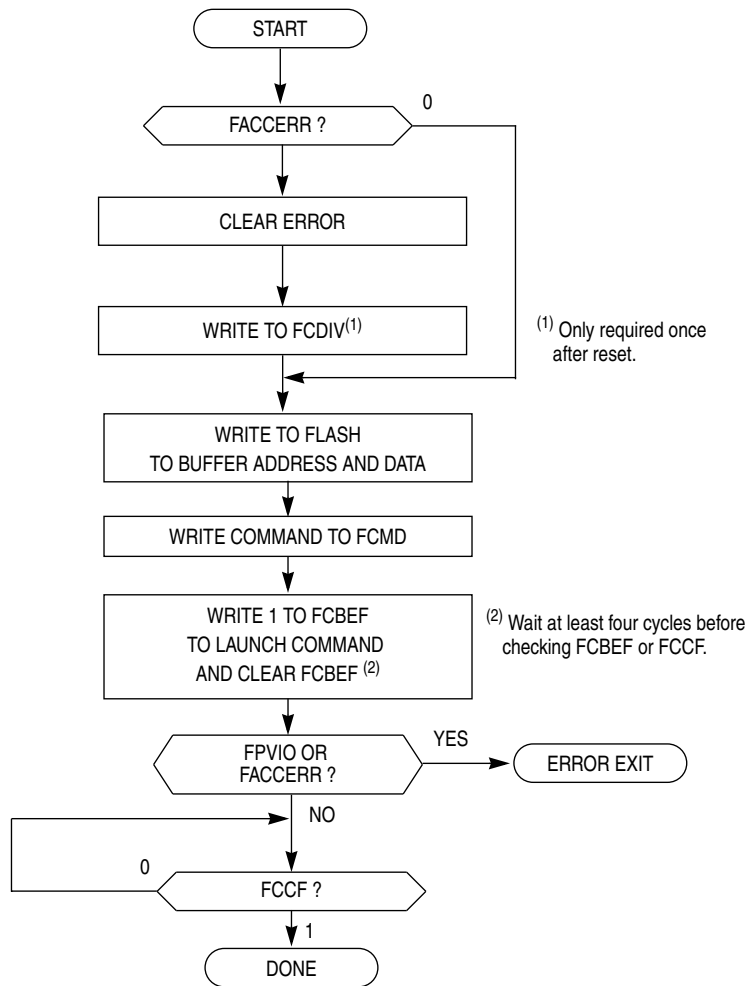 START
0
FACCERR ?
CLEAR ERROR
WRITE TO FCDIV(1)
(1) Only required once
after reset.
WRITE TO FLASH
TO BUFFER ADDRESS AND DATA
WRITE COMMAND TO FCMD
WRITE 1 TO FCBEF
TO LAUNCH COMMAND
AND CLEAR FCBEF (2)
(2) Wait at least four cycles before
checking FCBEF or FCCF.
FPVIO OR
FACCERR ?
YES
ERROR EXIT
NO
0
FCCF ?
1
DONE